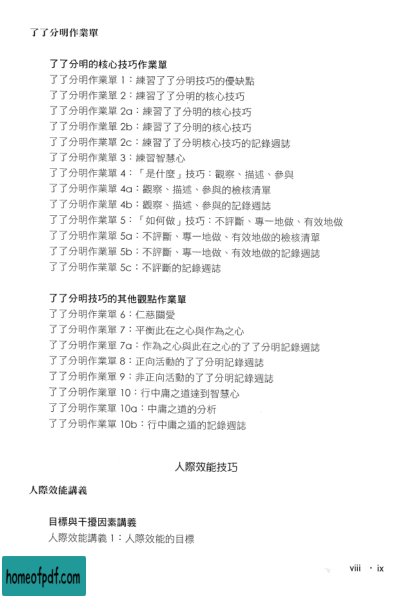 了了分明作業單
了了分明的核心技巧作業單
了了分明作業單 1：練習了了分明技巧的優缺點
了了分明作業單 2：練習了了分明的核心技巧
了了分明作業單 2a：練習了了分明的核心技巧
了了分明作業單 2b：練習了了分明的核心技巧
了了分明作業單 2c：練習了了分明核心技巧的記錄週誌
了了分明作業單 3：練習智慧心
了了分明作業單 4：「是什麼」技巧：觀察、描述、參與
了了分明作業單 4a：觀察、描述、參與的檢核清單
了了分明作業單 4b：觀察、描述、參與的記錄週誌
了了分明作業單 5：「如何做」技巧：不評斷、專一地做、有效地做
了了分明作業單 5a：不評斷、專一地做、有效地做的檢核清單
了了分明作業單 5b：不評斷、專一地做、有效地做的記錄週誌
了了分明作業單 5c：不評斷的記錄週誌
了了分明技巧的其他觀點作業單
了了分明作業單 6：仁慈關愛
了了分明作業單 7：平衡此在之心與作為之心
了了分明作業單 7a：作為之心與此在之心的了了分明記錄週誌
了了分明作業單 8：正向活動的了了分明記錄週誌
了了分明作業單 9：非正向活動的了了分明記錄週誌
了了分明作業單 10：行中庸之道達到智慧心
了了分明作業單 10a：中庸之道的分析
了了分明作業單 10b：行中庸之道的記錄週誌
人際效能技巧
人際效能講義
目標與干擾因素講義
人際效能講義 1：人際效能的目標
viii · ix
homeofpdf.com